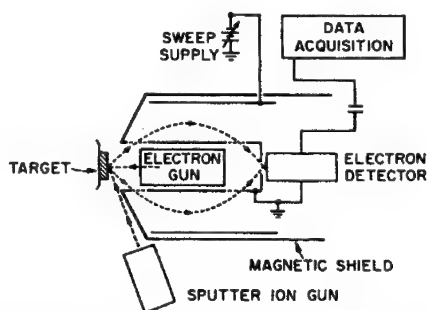 SWEEP
SUPPLY
DATA
ACQUISITION
TARGET
ELECTRON
GUN
ELECTRON
DETECTOR
MAGNETIC SHIELD
SPUTTER ION GUN